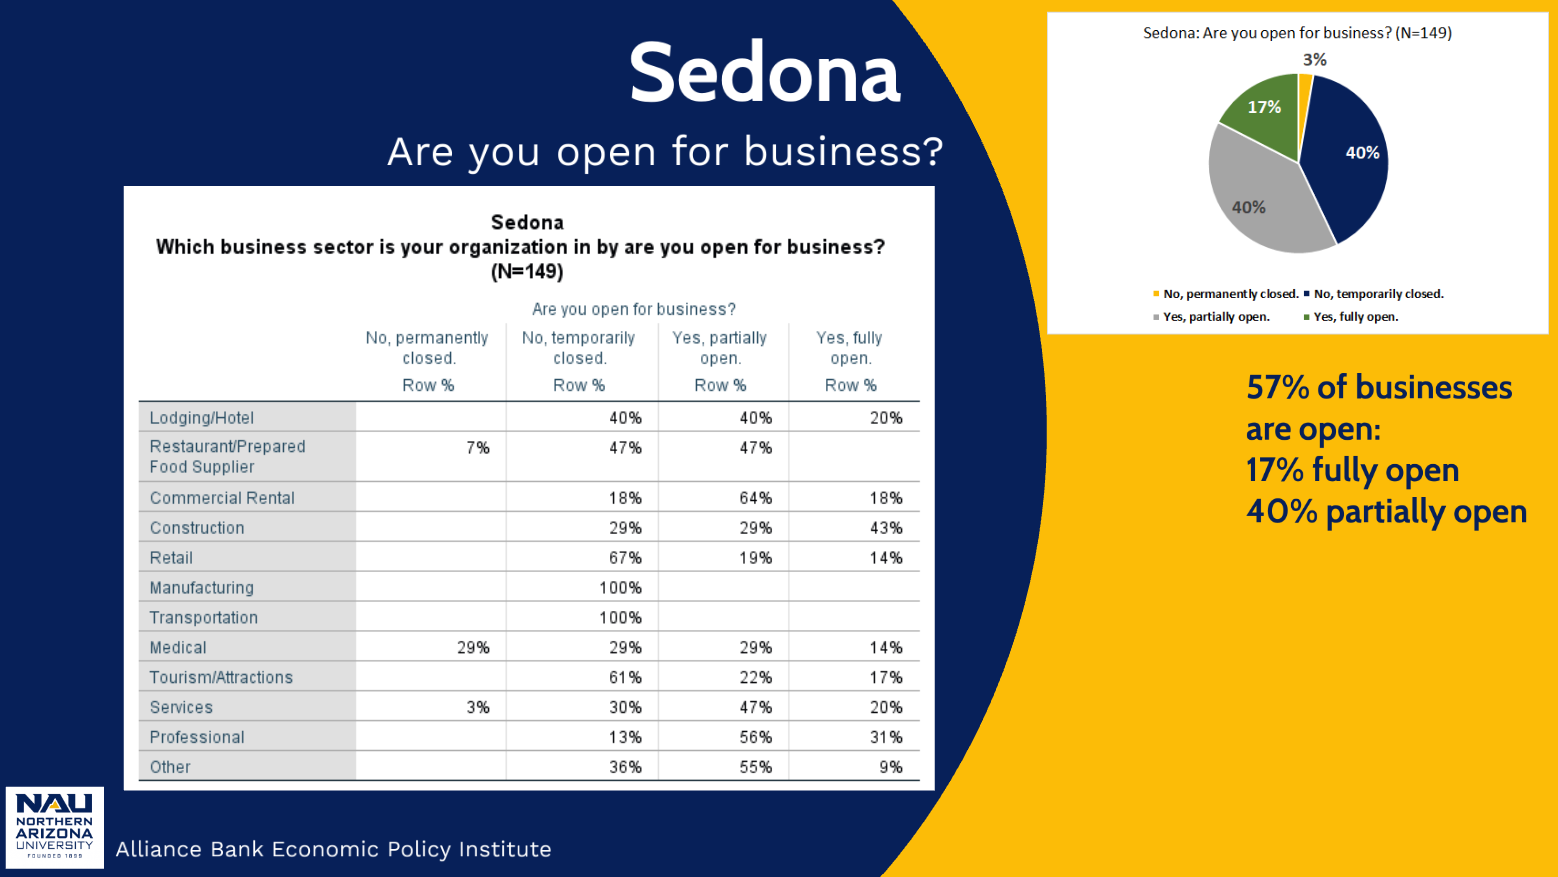 Sedona
Are you open for business?
Sedona
Which business sector is your organization in by are you open for business?
(N=149)
Are you open for business?
No, permanently closed. No, temporarily closed. Yes, partially open. Yes, fully open.
Row % Row % Row % Row %
Lodging/Hotel 40% 40% 20%
Restaurant/Prepared Food Supplier 7% 47% 47%
Commercial Rental 18% 64% 18%
Construction 29% 29% 43%
Retail 67% 19% 14%
Manufacturing 100%
Transportation 100%
Medical 29% 29% 29% 14%
Tourism/Attractions 61% 22% 17%
Services 3% 30% 47% 20%
Professional 13% 56% 31%
Other 36% 55% 9%
Sedona: Are you open for business? (N=149)
3%
17%
40%
40%
No, permanently closed. No, temporarily closed.
Yes, partially open. Yes, fully open.
57% of businesses
are open:
17% fully open
40% partially open
NAU
NORTHERN
ARIZONA
UNIVERSITY
FOUNDED 1899
Alliance Bank Economic Policy Institute